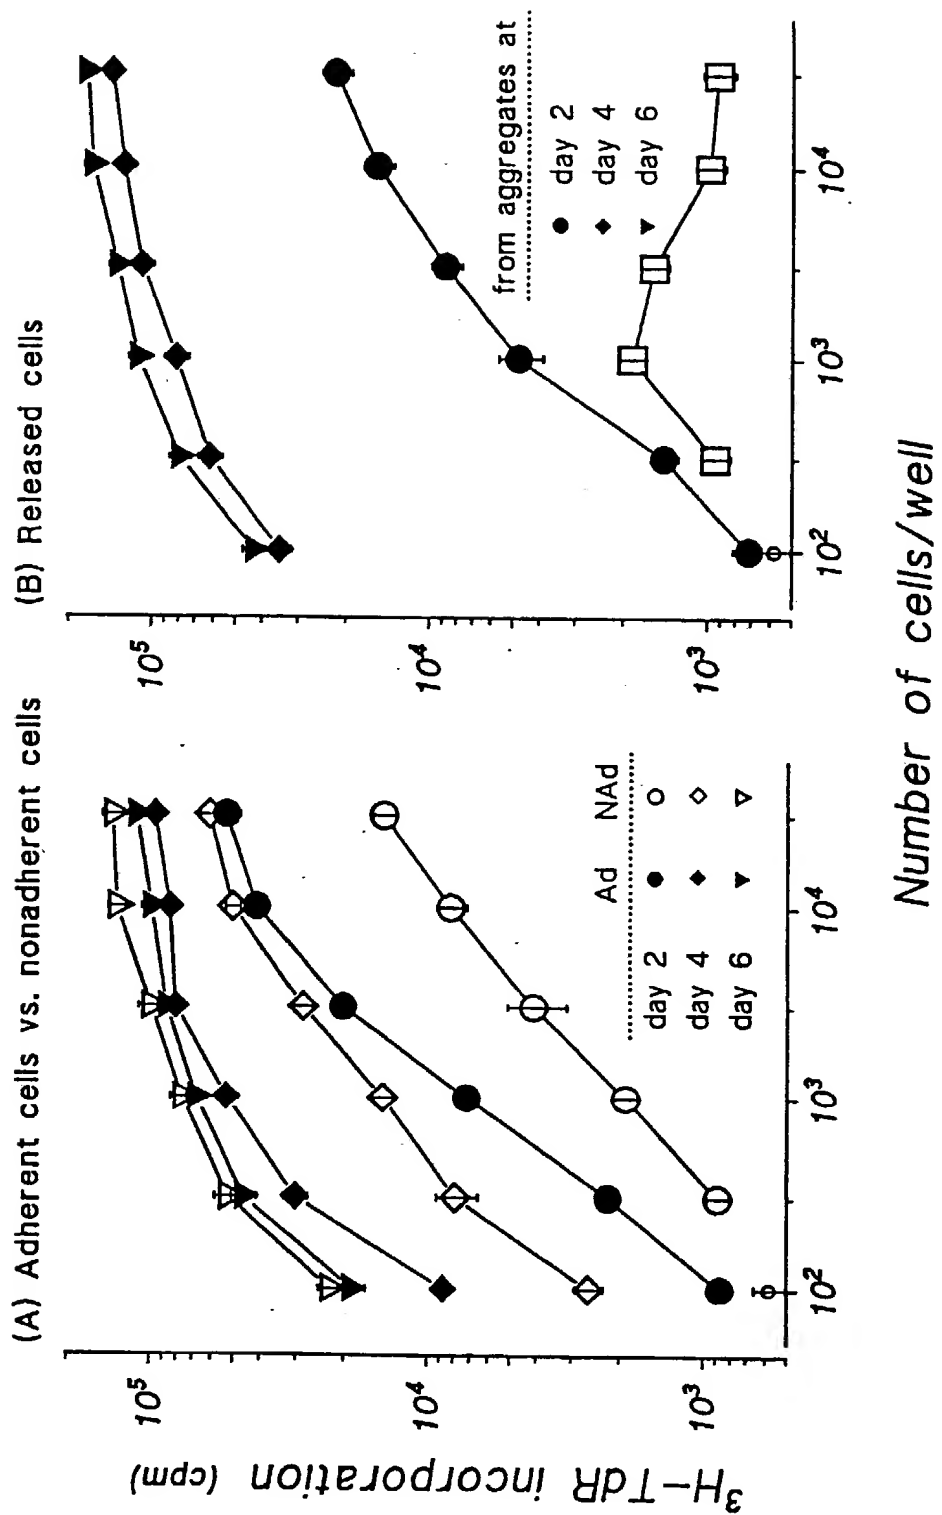 (A) Adherent cells vs. nonadherent cells
10⁵
10⁴
10³
10²
10³
10⁴
Ad NAd
day 2
day 4
day 6
(B) Released cells
10⁵
10⁴
10³
10²
10³
10⁴
from aggregates at
day 2
day 4
day 6
³H-TdR incorporation (cpm)
Number of cells/well